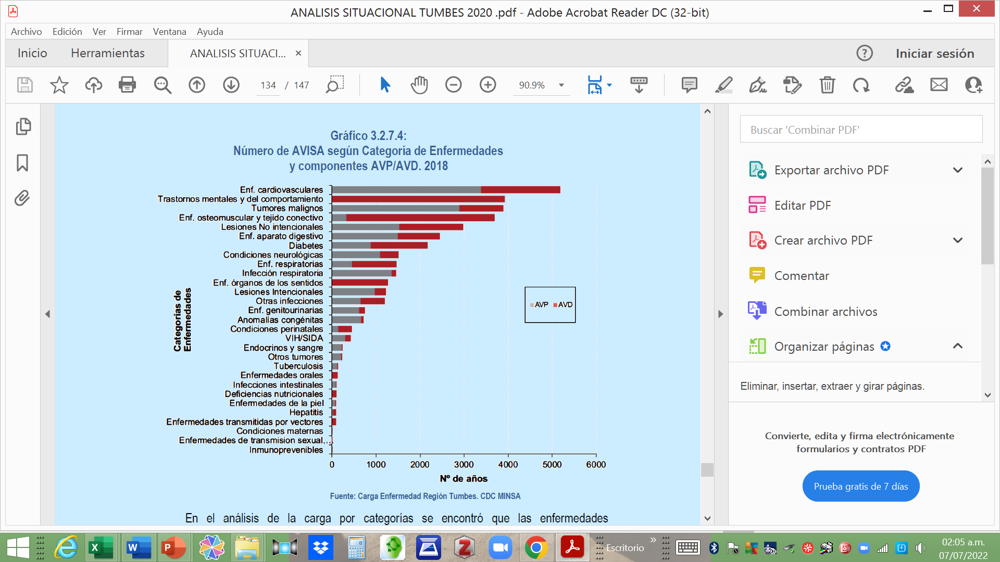 ANALISIS SITUACIONAL TUMBES 2020 .pdf - Adobe Acrobat Reader DC (32-bit)
Archivo Edición Ver Firmar Ventana Ayuda
Inicio Herramientas ANALISIS SITUACI... × Iniciar sesión
134 / 147 90.9%
Gráfico 3.2.7.4:
Número de AVISA según Categoría de Enfermedades
y componentes AVP/AVD. 2018
Enf. cardiovasculares
Trastornos mentales y del comportamiento
Tumores malignos
Enf. osteomuscular y tejido conectivo
Lesiones No intencionales
Enf. aparato digestivo
Diabetes
Condiciones neurológicas
Enf. respiratorias
Infección respiratoria
Enf. órganos de los sentidos
Lesiones Intencionales
Otras infecciones
Enf. genitourinarias
Anomalías congénitas
Condiciones perinatales
VIH/SIDA
Endocrinos y sangre
Otros tumores
Tuberculosis
Enfermedades orales
Infecciones intestinales
Deficiencias nutricionales
Enfermedades de la piel
Hepatitis
Enfermedades transmitidas por vectores
Condiciones maternas
Enfermedades de transmision sexual,...
Inmunoprevenibles
Categorias de
Enfermedades
AVP AVD
0 1000 2000 3000 4000 5000 6000
Nº de años
Fuente: Carga Enfermedad Región Tumbes. CDC MINSA
En el análisis de la carga por categorías se encontró que las enfermedades
Buscar 'Combinar PDF'
Exportar archivo PDF
Editar PDF
Crear archivo PDF
Comentar
Combinar archivos
Organizar páginas
Eliminar, insertar, extraer y girar páginas.
Convierte, edita y firma electrónicamente
formularios y contratos PDF
Prueba gratis de 7 días
Escritorio
02:05 a.m.
07/07/2022